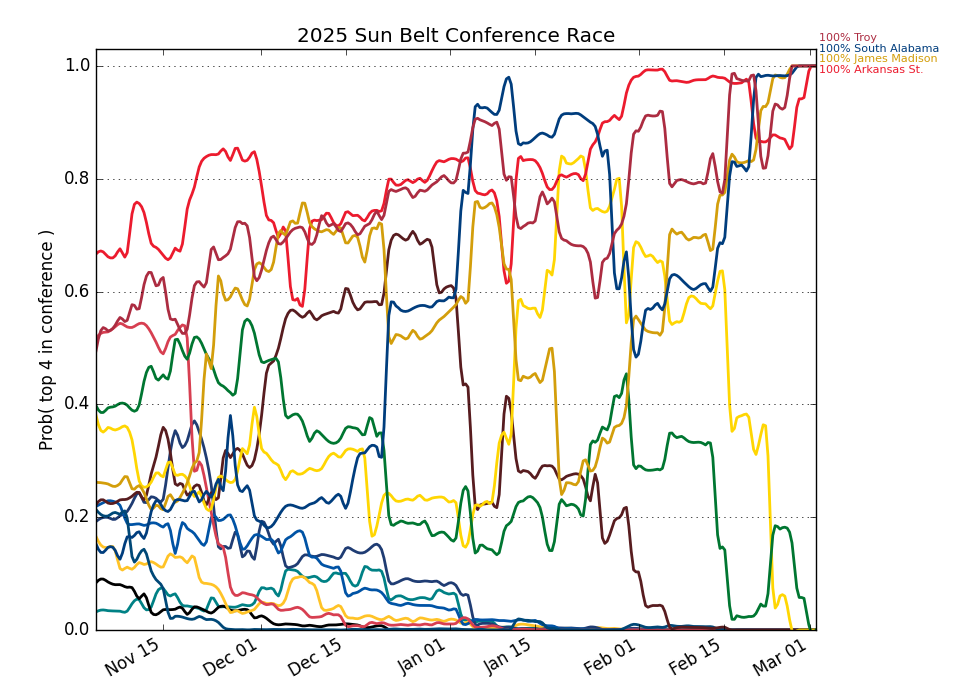 2025 Sun Belt Conference Race
100% Troy
100% South Alabama
100% James Madison
100% Arkansas St.
Prob( top 4 in conference )
1.0
0.8
0.6
0.4
0.2
0.0
Nov 15
Dec 01
Dec 15
Jan 01
Jan 15
Feb 01
Feb 15
Mar 01